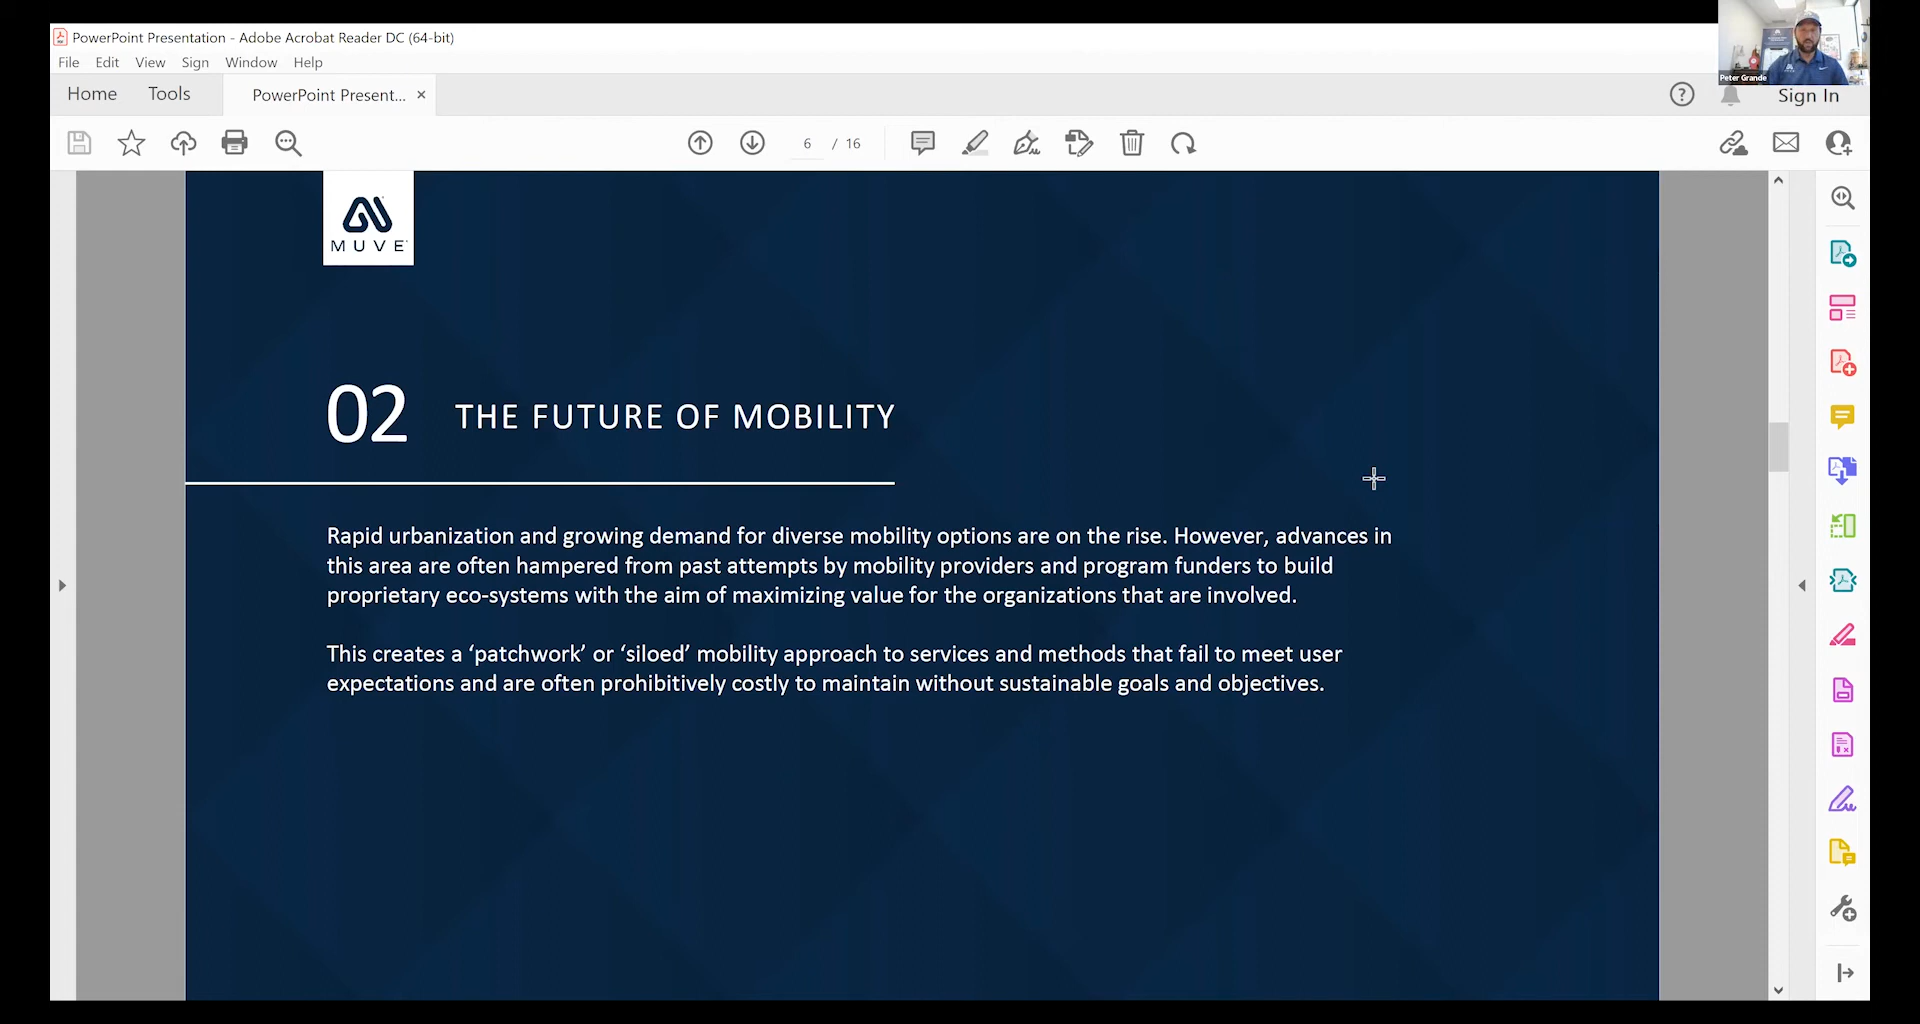 PowerPoint Presentation - Adobe Acrobat Reader DC (64-bit)
File Edit View Sign Window Help
Peter Grande
Home Tools PowerPoint Present... × Sign In
6 / 16
MUVE
02 THE FUTURE OF MOBILITY
Rapid urbanization and growing demand for diverse mobility options are on the rise. However, advances in
this area are often hampered from past attempts by mobility providers and program funders to build
proprietary eco-systems with the aim of maximizing value for the organizations that are involved.
This creates a ‘patchwork’ or ‘siloed’ mobility approach to services and methods that fail to meet user
expectations and are often prohibitively costly to maintain without sustainable goals and objectives.